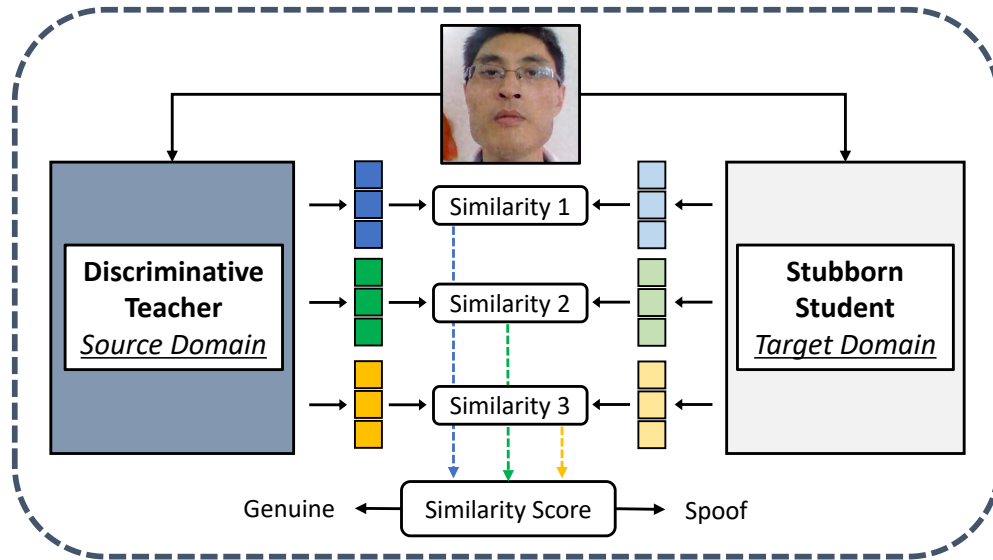 Similarity 1
Discriminative
Teacher
Source Domain
Similarity 2
Stubborn
Student
Target Domain
Similarity 3
Genuine
Similarity Score
Spoof